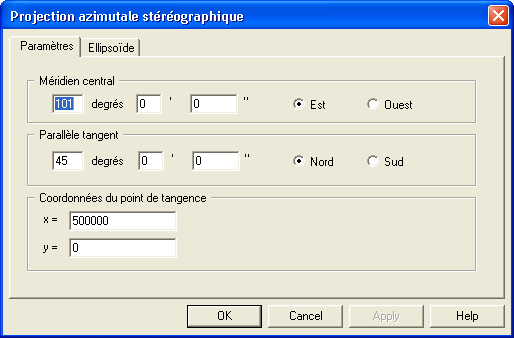 Projection azimutale stéréographique
Paramètres Ellipsoïde
Méridien central
101 degrés 0 ' 0 " Est Ouest
Parallèle tangent
45 degrés 0 ' 0 " Nord Sud
Coordonnées du point de tangence
x = 500000
y = 0
OK Cancel Apply Help